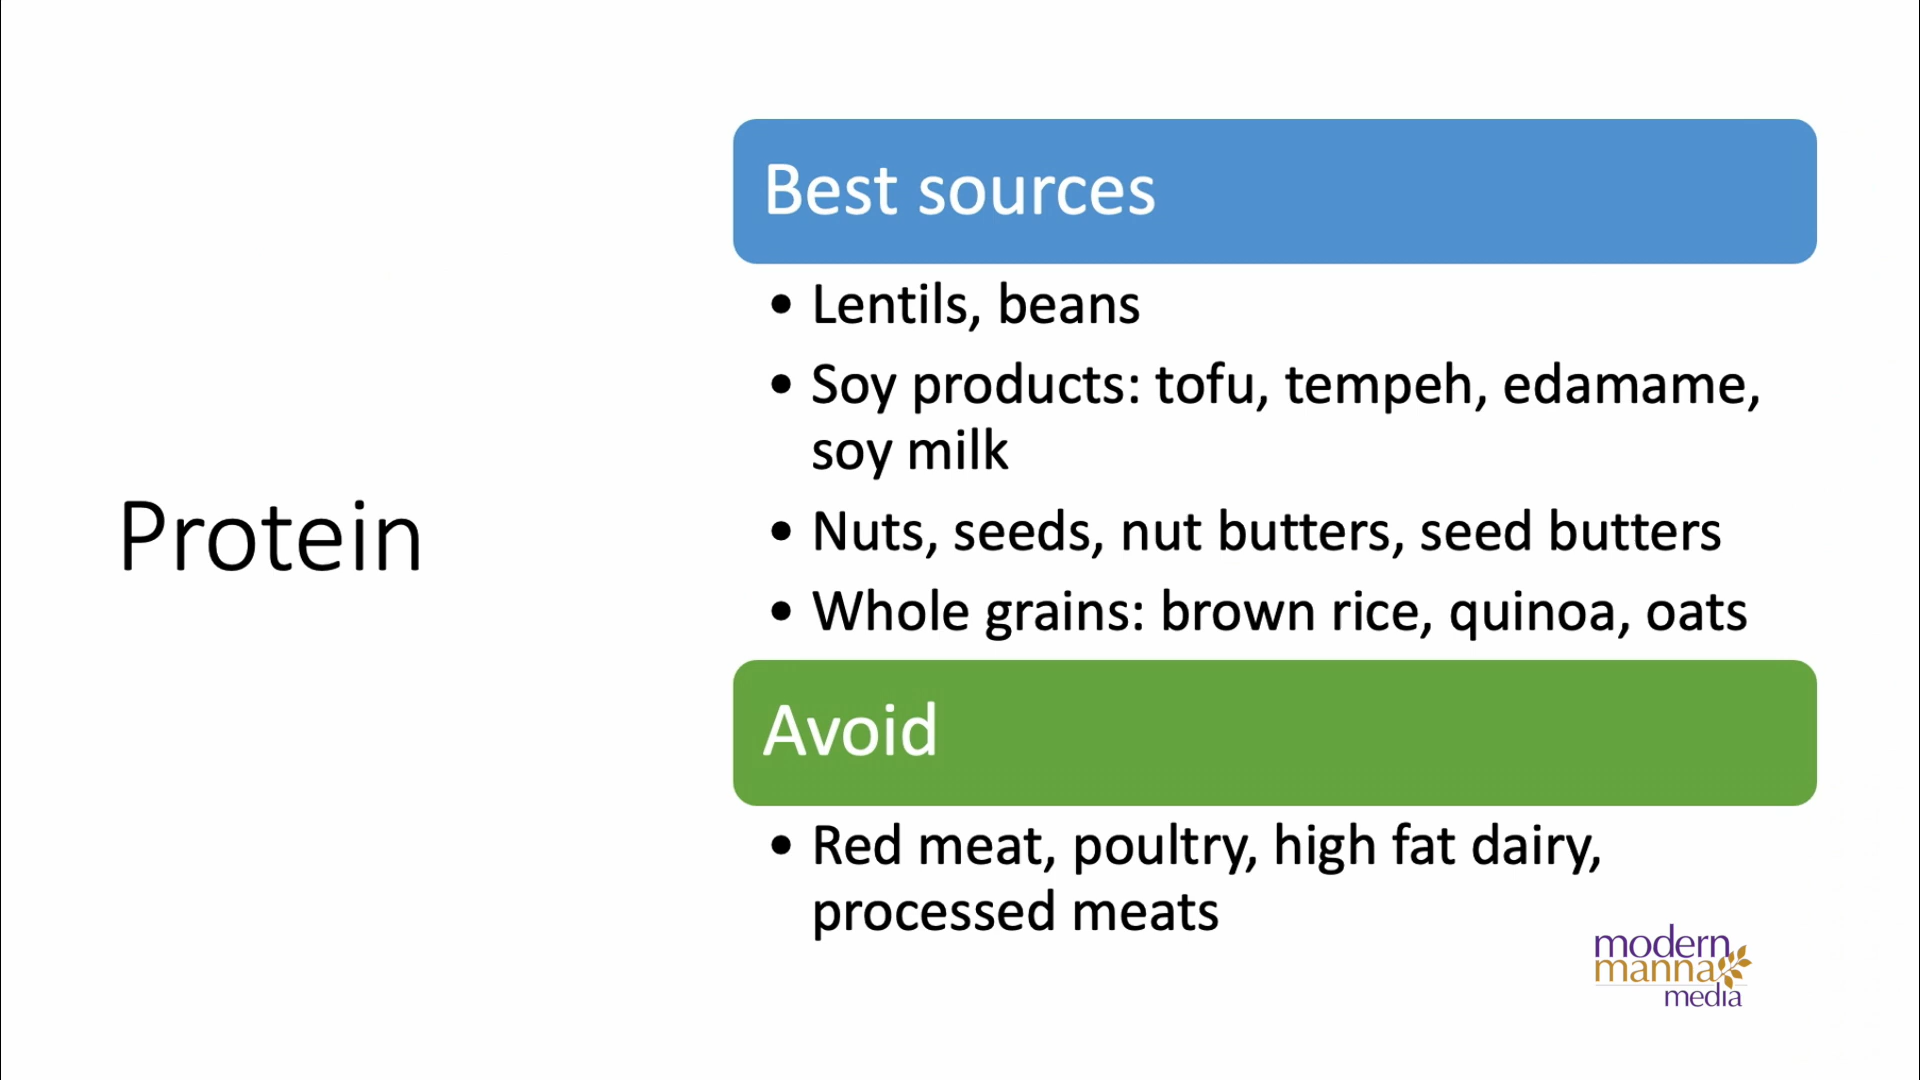 Protein
Best sources
• Lentils, beans
• Soy products: tofu, tempeh, edamame,
soy milk
• Nuts, seeds, nut butters, seed butters
• Whole grains: brown rice, quinoa, oats
Avoid
• Red meat, poultry, high fat dairy,
processed meats
modern
manna
media